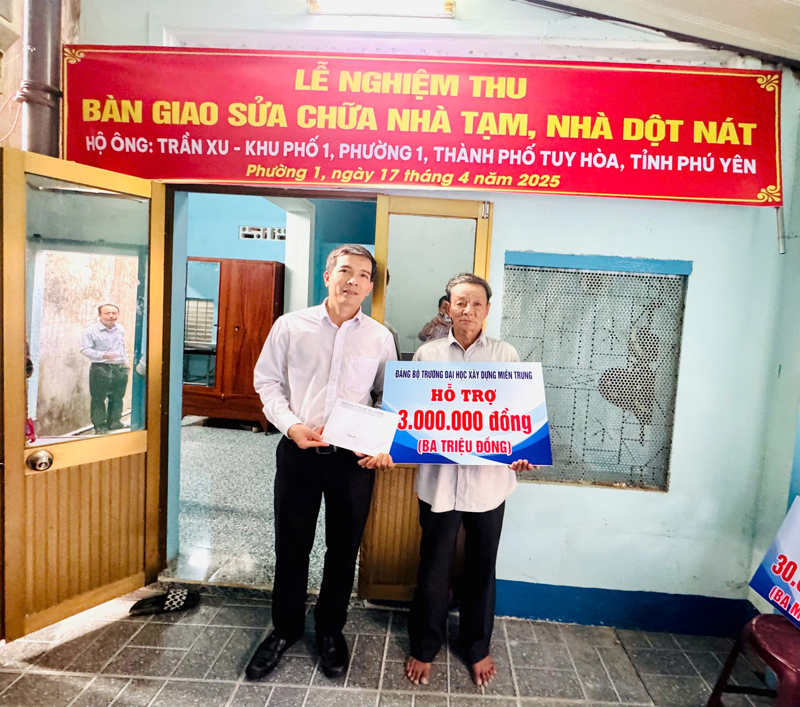 LỄ NGHIỆM THU
BÀN GIAO SỬA CHỮA NHÀ TẠM, NHÀ DỘT NÁT
HỘ ÔNG: TRẦN XU - KHU PHỐ 1, PHƯỜNG 1, THÀNH PHỐ TUY HÒA, TỈNH PHÚ YÊN
Phường 1, ngày 17 tháng 4 năm 2025
ĐẢNG BỘ TRƯỜNG ĐẠI HỌC XÂY DỰNG MIỀN TRUNG
HỖ TRỢ
3.000.000 đồng
(BA TRIỆU ĐỒNG)
30.
(BA